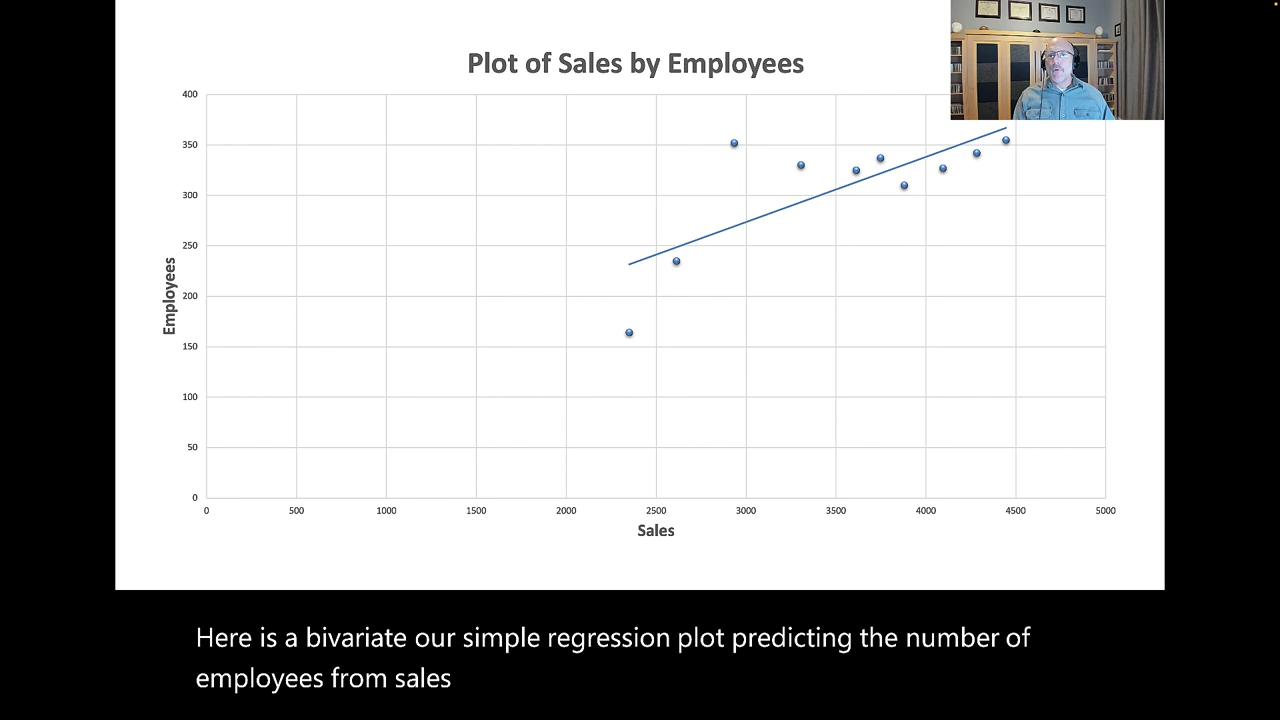 Plot of Sales by Employees
400
350
300
250
200
150
100
50
0
Employees
0 500 1000 1500 2000 2500 3000 3500 4000 4500 5000
Sales
Here is a bivariate our simple regression plot predicting the number of
employees from sales